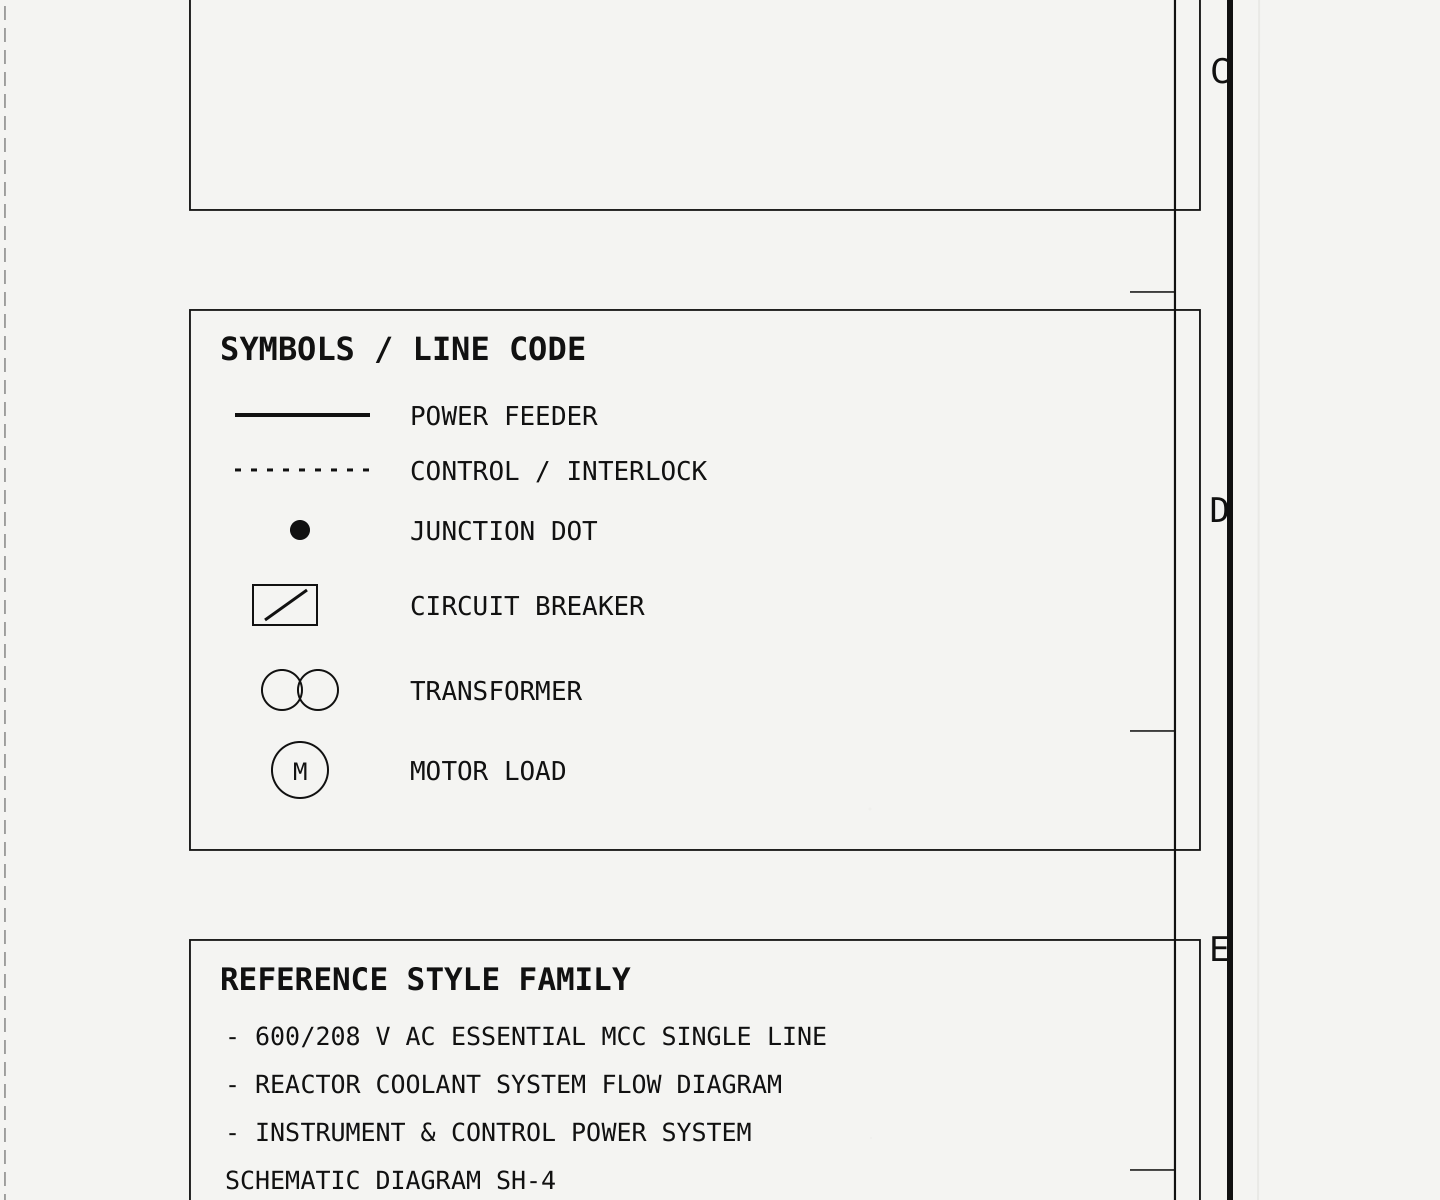 C
SYMBOLS / LINE CODE
POWER FEEDER
CONTROL / INTERLOCK
D
JUNCTION DOT
CIRCUIT BREAKER
TRANSFORMER
M MOTOR LOAD
E
REFERENCE STYLE FAMILY
- 600/208 V AC ESSENTIAL MCC SINGLE LINE
- REACTOR COOLANT SYSTEM FLOW DIAGRAM
- INSTRUMENT & CONTROL POWER SYSTEM
SCHEMATIC DIAGRAM SH-4